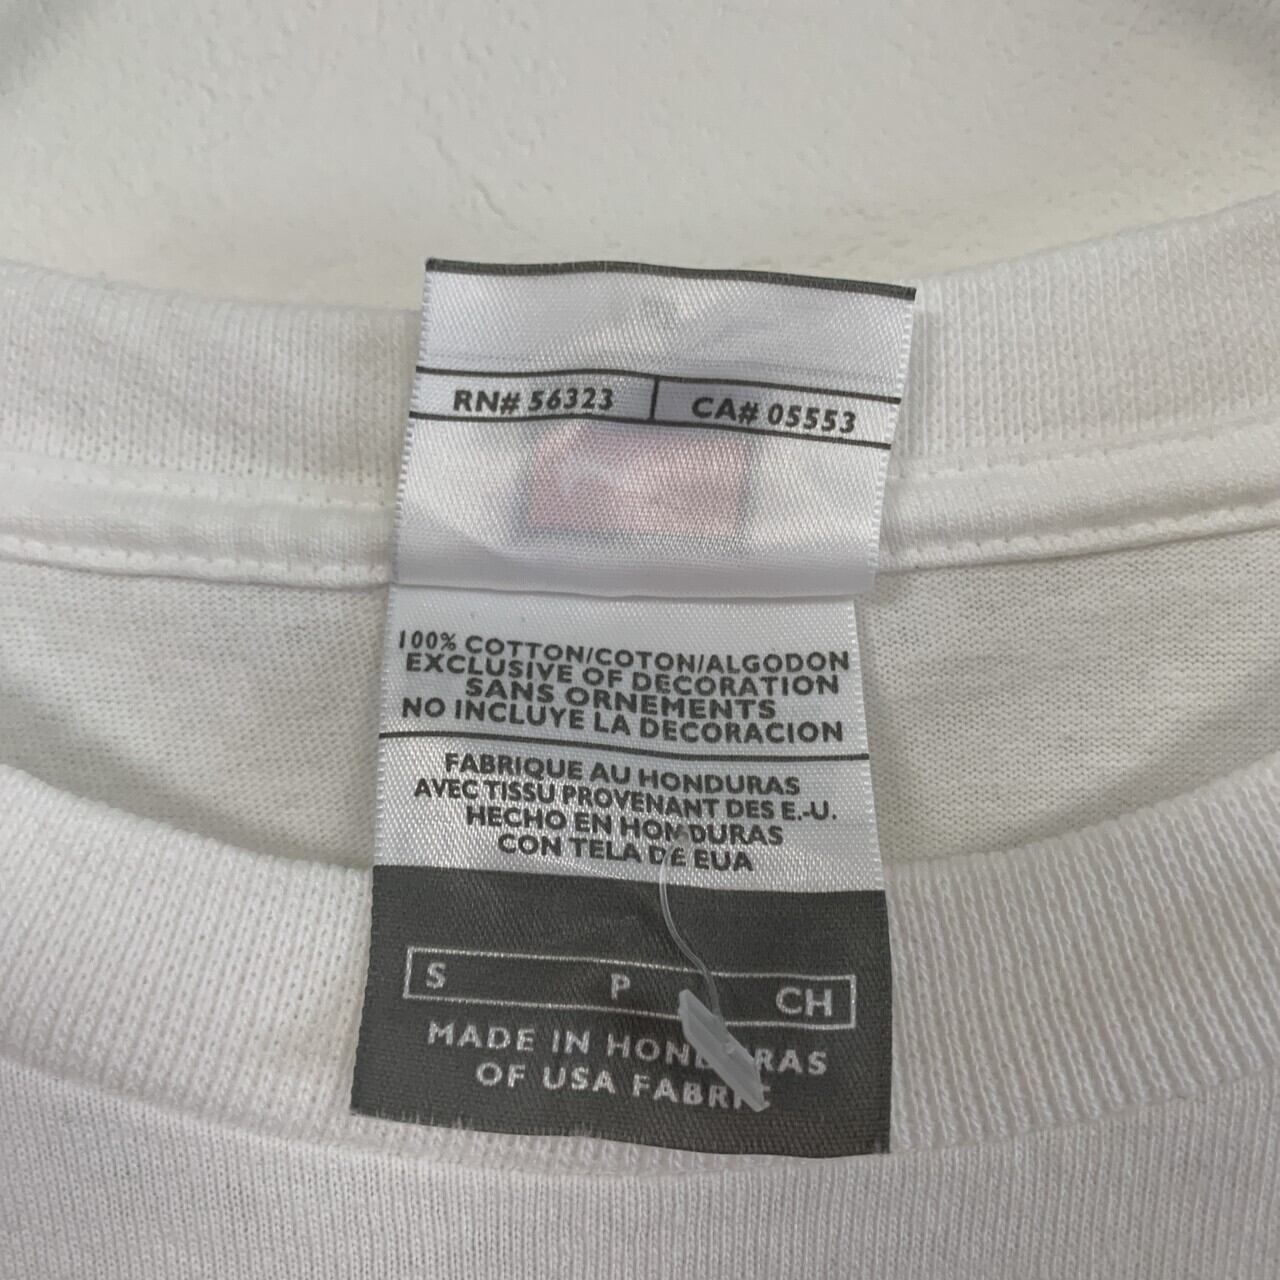 RN# 56323 CA# 05553
100% COTTON/COTON/ALGODON
EXCLUSIVE OF DECORATION
SANS ORNEMENTS
NO INCLUYE LA DECORACION
FABRIQUE AU HONDURAS
AVEC TISSU PROVENANT DES E.-U.
HECHO EN HONDURAS
CON TELA DE EUA
S P CH
MADE IN HONDURAS
OF USA FABRIC